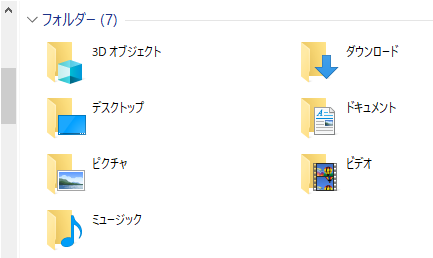 フォルダー (7)
3D オブジェクト
ダウンロード
デスクトップ
ドキュメント
ピクチャ
ビデオ
ミュージック